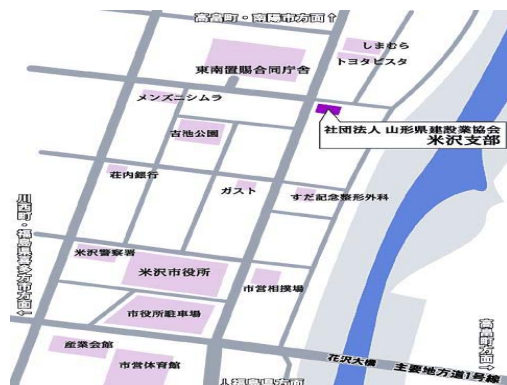 高畠町・南陽市方面↑
しまむら
トヨタビスタ
東南置賜合同庁舎
メンズニシムラ
社団法人 山形県建設業協会
米沢支部
吉池公園
荘内銀行
ガスト
すだ記念整形外科
川西町・福島県喜多方市方面←
米沢警察署
米沢市役所
市営相撲場
市役所駐車場
高畠町方面→
産業会館
市営体育館
花沢大橋
主要地方道1号線
↓福島県方面